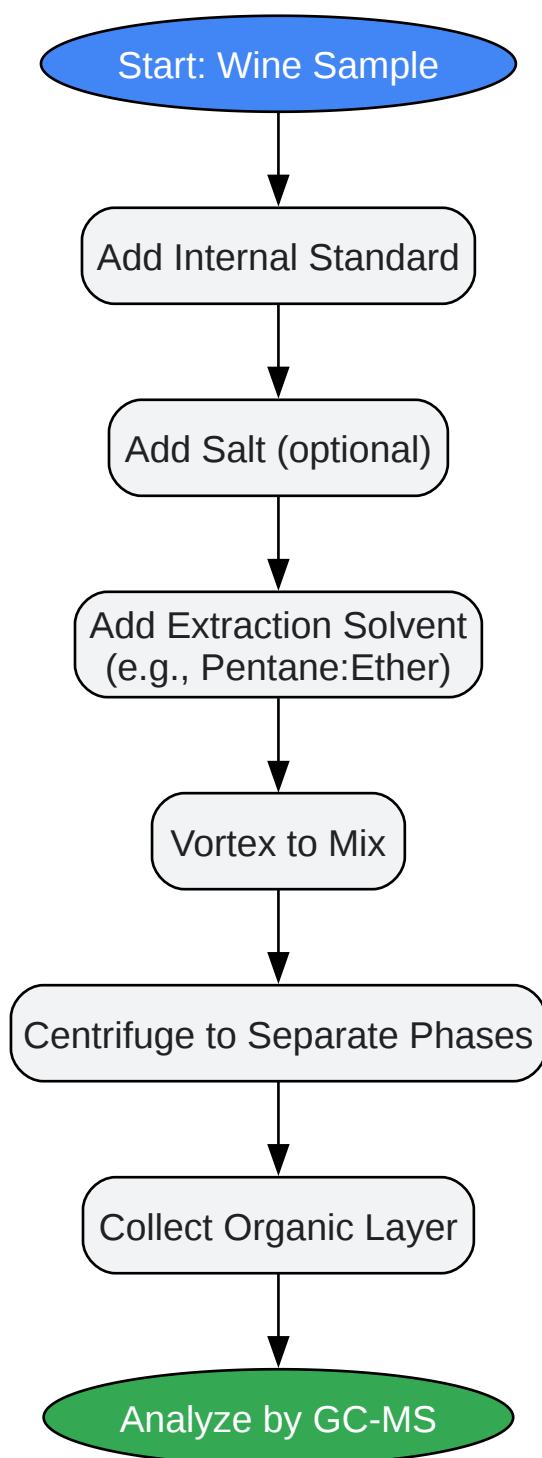 Start: Wine Sample
Add Internal Standard
Add Salt (optional)
Add Extraction Solvent
(e.g., Pentane:Ether)
Vortex to Mix
Centrifuge to Separate Phases
Collect Organic Layer
Analyze by GC-MS